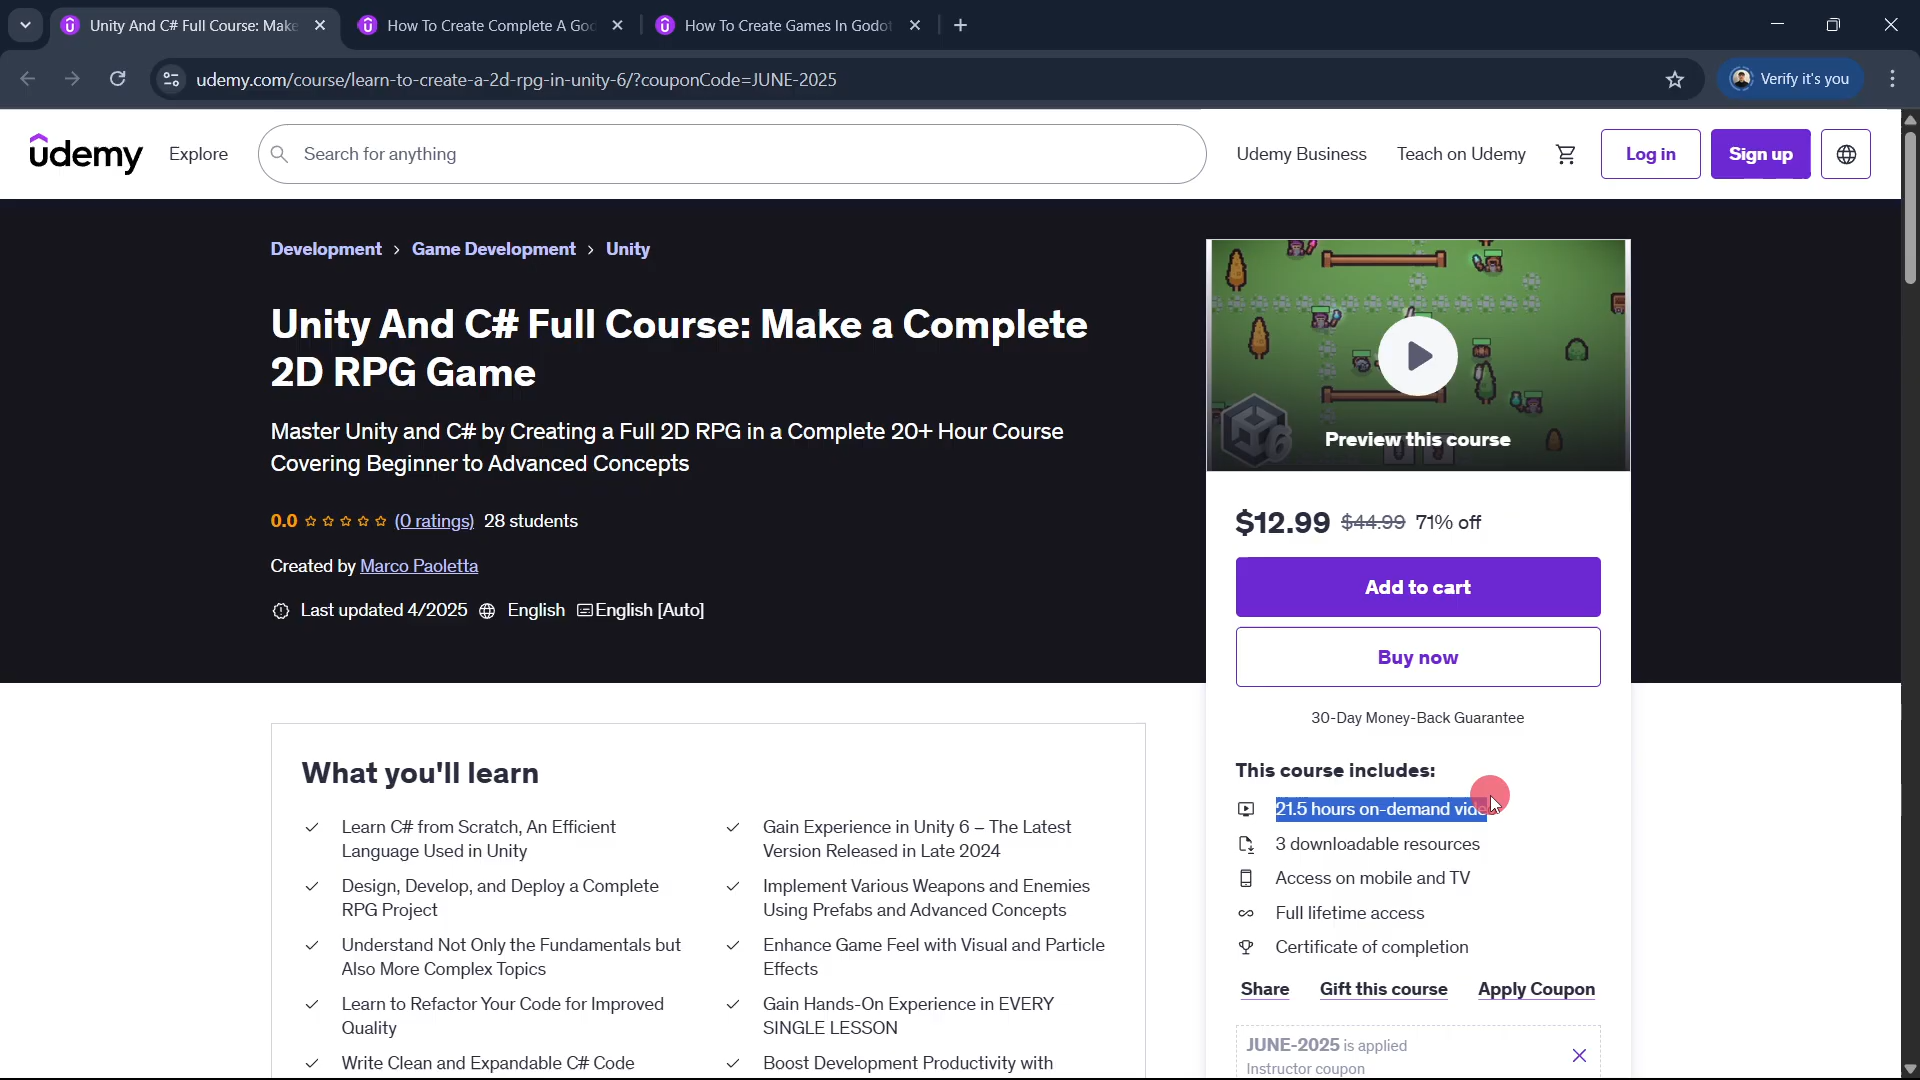 Unity And C# Full Course: Make
How To Create Complete A Go
How To Create Games In Godot
udemy.com/course/learn-to-create-a-2d-rpg-in-unity-6/?couponCode=JUNE-2025
Verify it's you
udemy
Explore
Search for anything
Udemy Business
Teach on Udemy
Log in
Sign up
Development > Game Development > Unity
Unity And C# Full Course: Make a Complete
2D RPG Game
Master Unity and C# by Creating a Full 2D RPG in a Complete 20+ Hour Course
Covering Beginner to Advanced Concepts
0.0 (0 ratings) 28 students
Created by Marco Paoletta
Last updated 4/2025 English English [Auto]
6
Preview this course
$12.99 $44.99 71% off
Add to cart
Buy now
30-Day Money-Back Guarantee
This course includes:
21.5 hours on-demand video
3 downloadable resources
Access on mobile and TV
Full lifetime access
Certificate of completion
Share
Gift this course
Apply Coupon
JUNE-2025 is applied
Instructor coupon
What you'll learn
Learn C# from Scratch, An Efficient
Language Used in Unity
Design, Develop, and Deploy a Complete
RPG Project
Understand Not Only the Fundamentals but
Also More Complex Topics
Learn to Refactor Your Code for Improved
Quality
Write Clean and Expandable C# Code
Gain Experience in Unity 6 – The Latest
Version Released in Late 2024
Implement Various Weapons and Enemies
Using Prefabs and Advanced Concepts
Enhance Game Feel with Visual and Particle
Effects
Gain Hands-On Experience in EVERY
SINGLE LESSON
Boost Development Productivity with